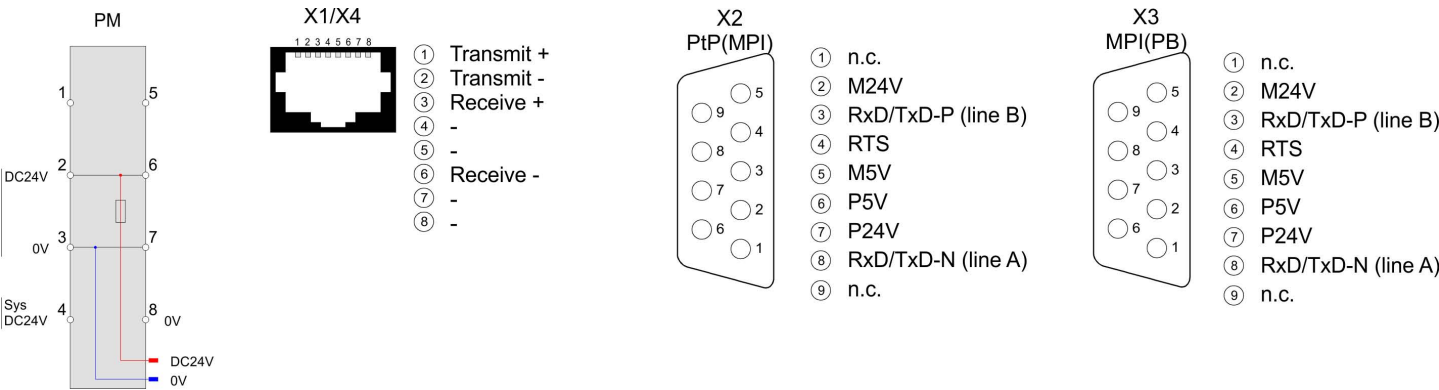 PM
1
5
2
6
DC24V
3
7
0V
Sys
DC24V
4
8
0V
DC24V
0V
X1/X4
1 2 3 4 5 6 7 8
1 Transmit +
2 Transmit -
3 Receive +
4 -
5 -
6 Receive -
7 -
8 -
X2
PtP(MPI)
5
9
4
8
3
7
2
6
1
1 n.c.
2 M24V
3 RxD/TxD-P (line B)
4 RTS
5 M5V
6 P5V
7 P24V
8 RxD/TxD-N (line A)
9 n.c.
X3
MPI(PB)
5
9
4
8
3
7
2
6
1
1 n.c.
2 M24V
3 RxD/TxD-P (line B)
4 RTS
5 M5V
6 P5V
7 P24V
8 RxD/TxD-N (line A)
9 n.c.